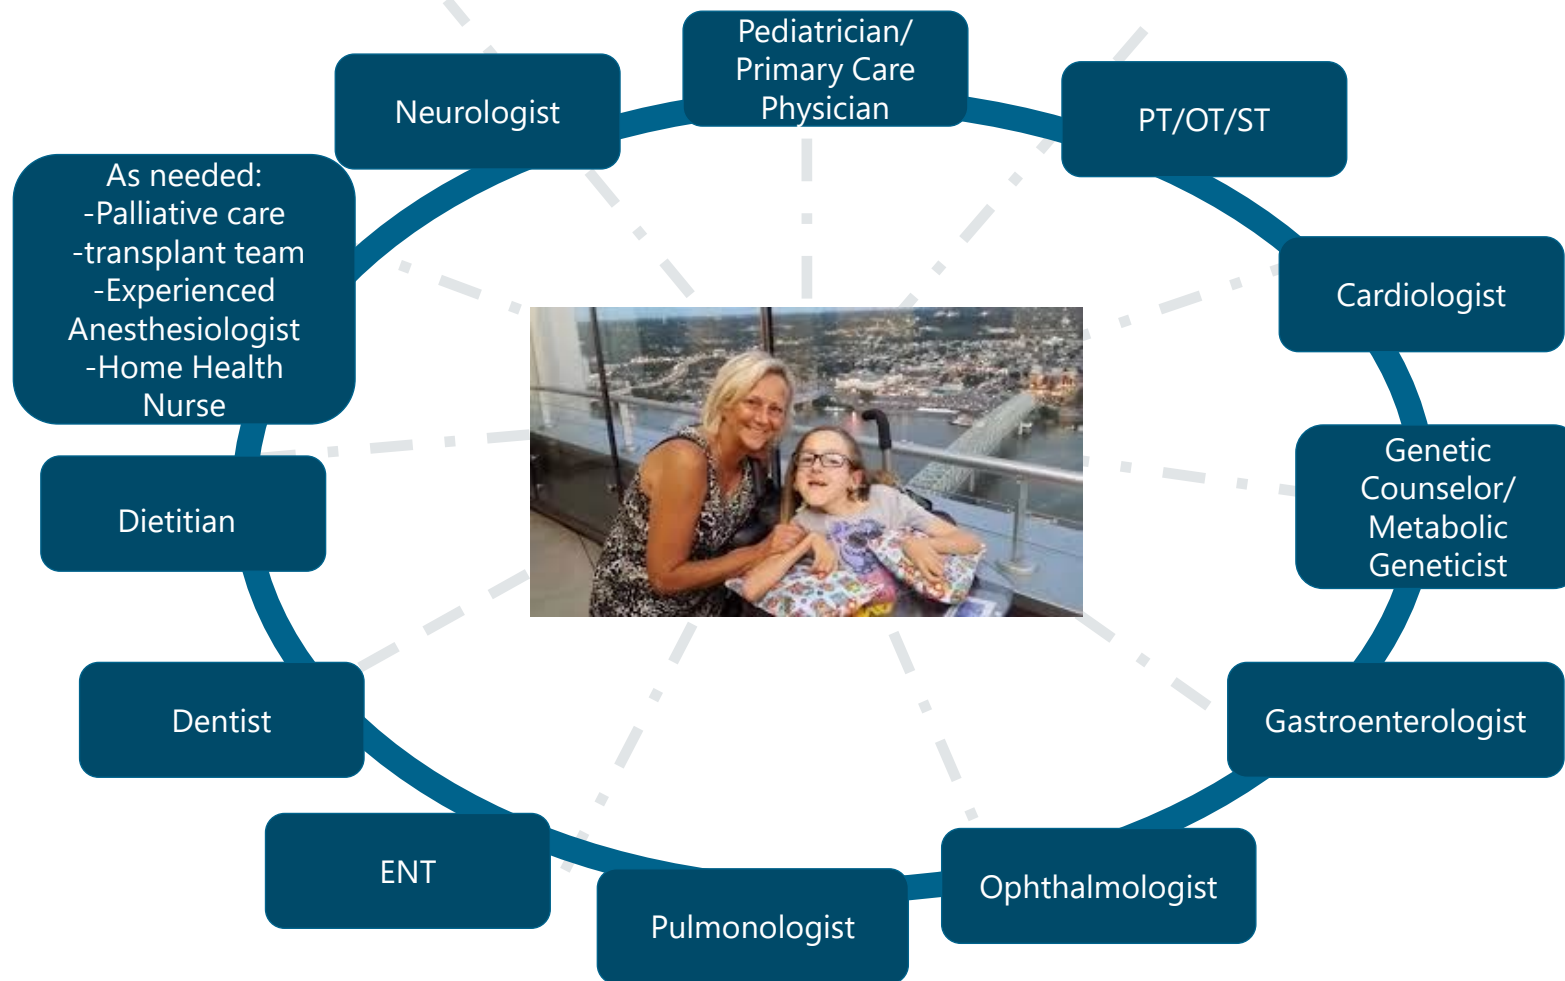 Pediatrician/
Primary Care
Physician
Neurologist
PT/OT/ST
As needed:
-Palliative care
-transplant team
-Experienced
Anesthesiologist
-Home Health
Nurse
Cardiologist
Genetic
Counselor/
Metabolic
Geneticist
Dietitian
Dentist
Gastroenterologist
ENT
Ophthalmologist
Pulmonologist